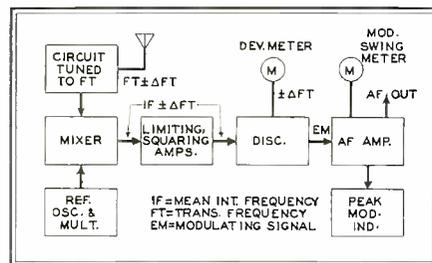 CIRCUIT
TUNED
TO FT
FT±ΔFT
DEV. METER
M
±ΔFT
MOD.
SWING
METER
M
AF OUT
IF±ΔFT
MIXER
LIMITING,
SQUARING
AMPS.
DISC.
EM
AF AMP.
REF.
OSC. &
MULT.
IF=MEAN INT. FREQUENCY
FT=TRANS. FREQUENCY
EM=MODULATING SIGNAL
PEAK
MOD.
IND.